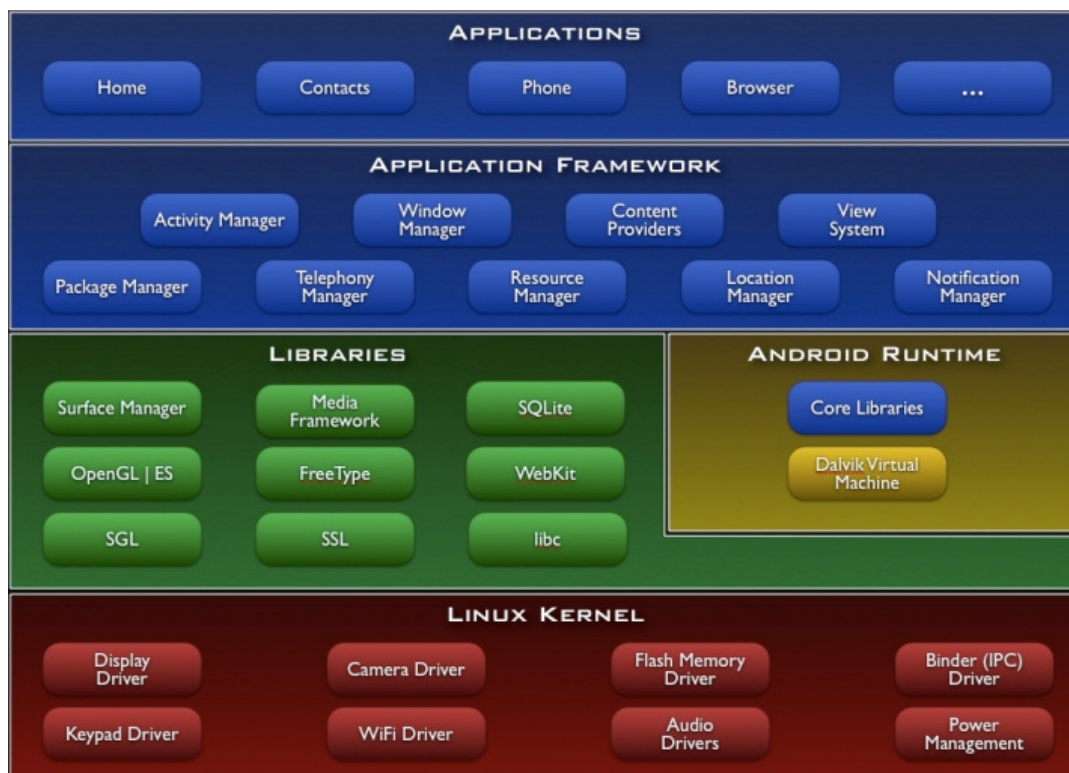 APPLICATIONS
Home
Contacts
Phone
Browser
...
APPLICATION FRAMEWORK
Activity Manager
Window
Manager
Content
Providers
View
System
Package Manager
Telephony
Manager
Resource
Manager
Location
Manager
Notification
Manager
LIBRARIES
Surface Manager
Media
Framework
SQLite
OpenGL | ES
FreeType
WebKit
SGL
SSL
libc
ANDROID RUNTIME
Core Libraries
Dalvik Virtual
Machine
LINUX KERNEL
Display
Driver
Camera Driver
Flash Memory
Driver
Binder (IPC)
Driver
Keypad Driver
WiFi Driver
Audio
Drivers
Power
Management